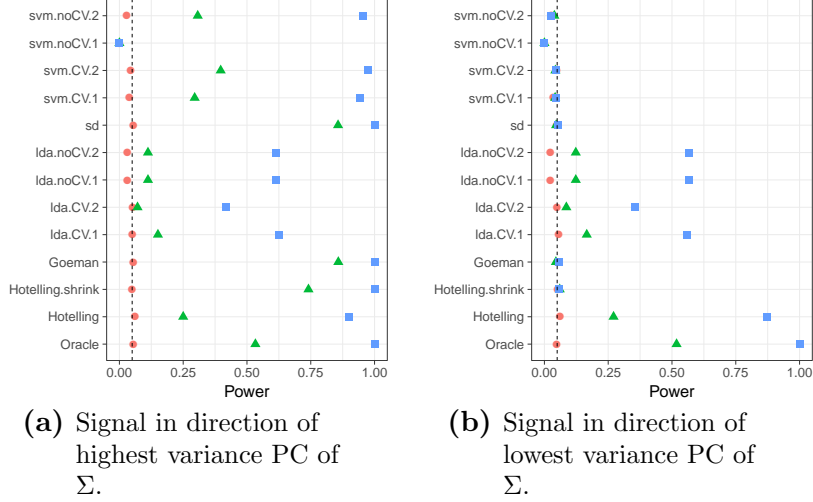 svm.noCV.2
svm.noCV.1
svm.CV.2
svm.CV.1
sd
lda.noCV.2
lda.noCV.1
lda.CV.2
lda.CV.1
Goeman
Hotelling.shrink
Hotelling
Oracle
0.00 0.25 0.50 0.75 1.00
Power
(a) Signal in direction of
highest variance PC of
Σ.
svm.noCV.2
svm.noCV.1
svm.CV.2
svm.CV.1
sd
lda.noCV.2
lda.noCV.1
lda.CV.2
lda.CV.1
Goeman
Hotelling.shrink
Hotelling
Oracle
0.00 0.25 0.50 0.75 1.00
Power
(b) Signal in direction of
lowest variance PC of
Σ.